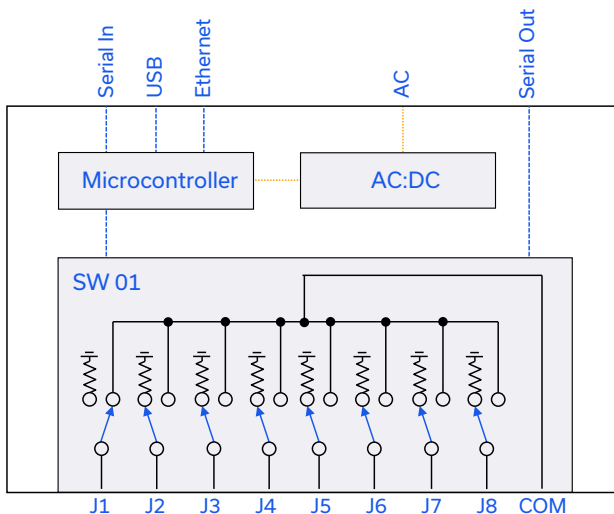 Serial In
USB
Ethernet
AC
Serial Out
Microcontroller
AC:DC
SW 01
J1
J2
J3
J4
J5
J6
J7
J8
COM